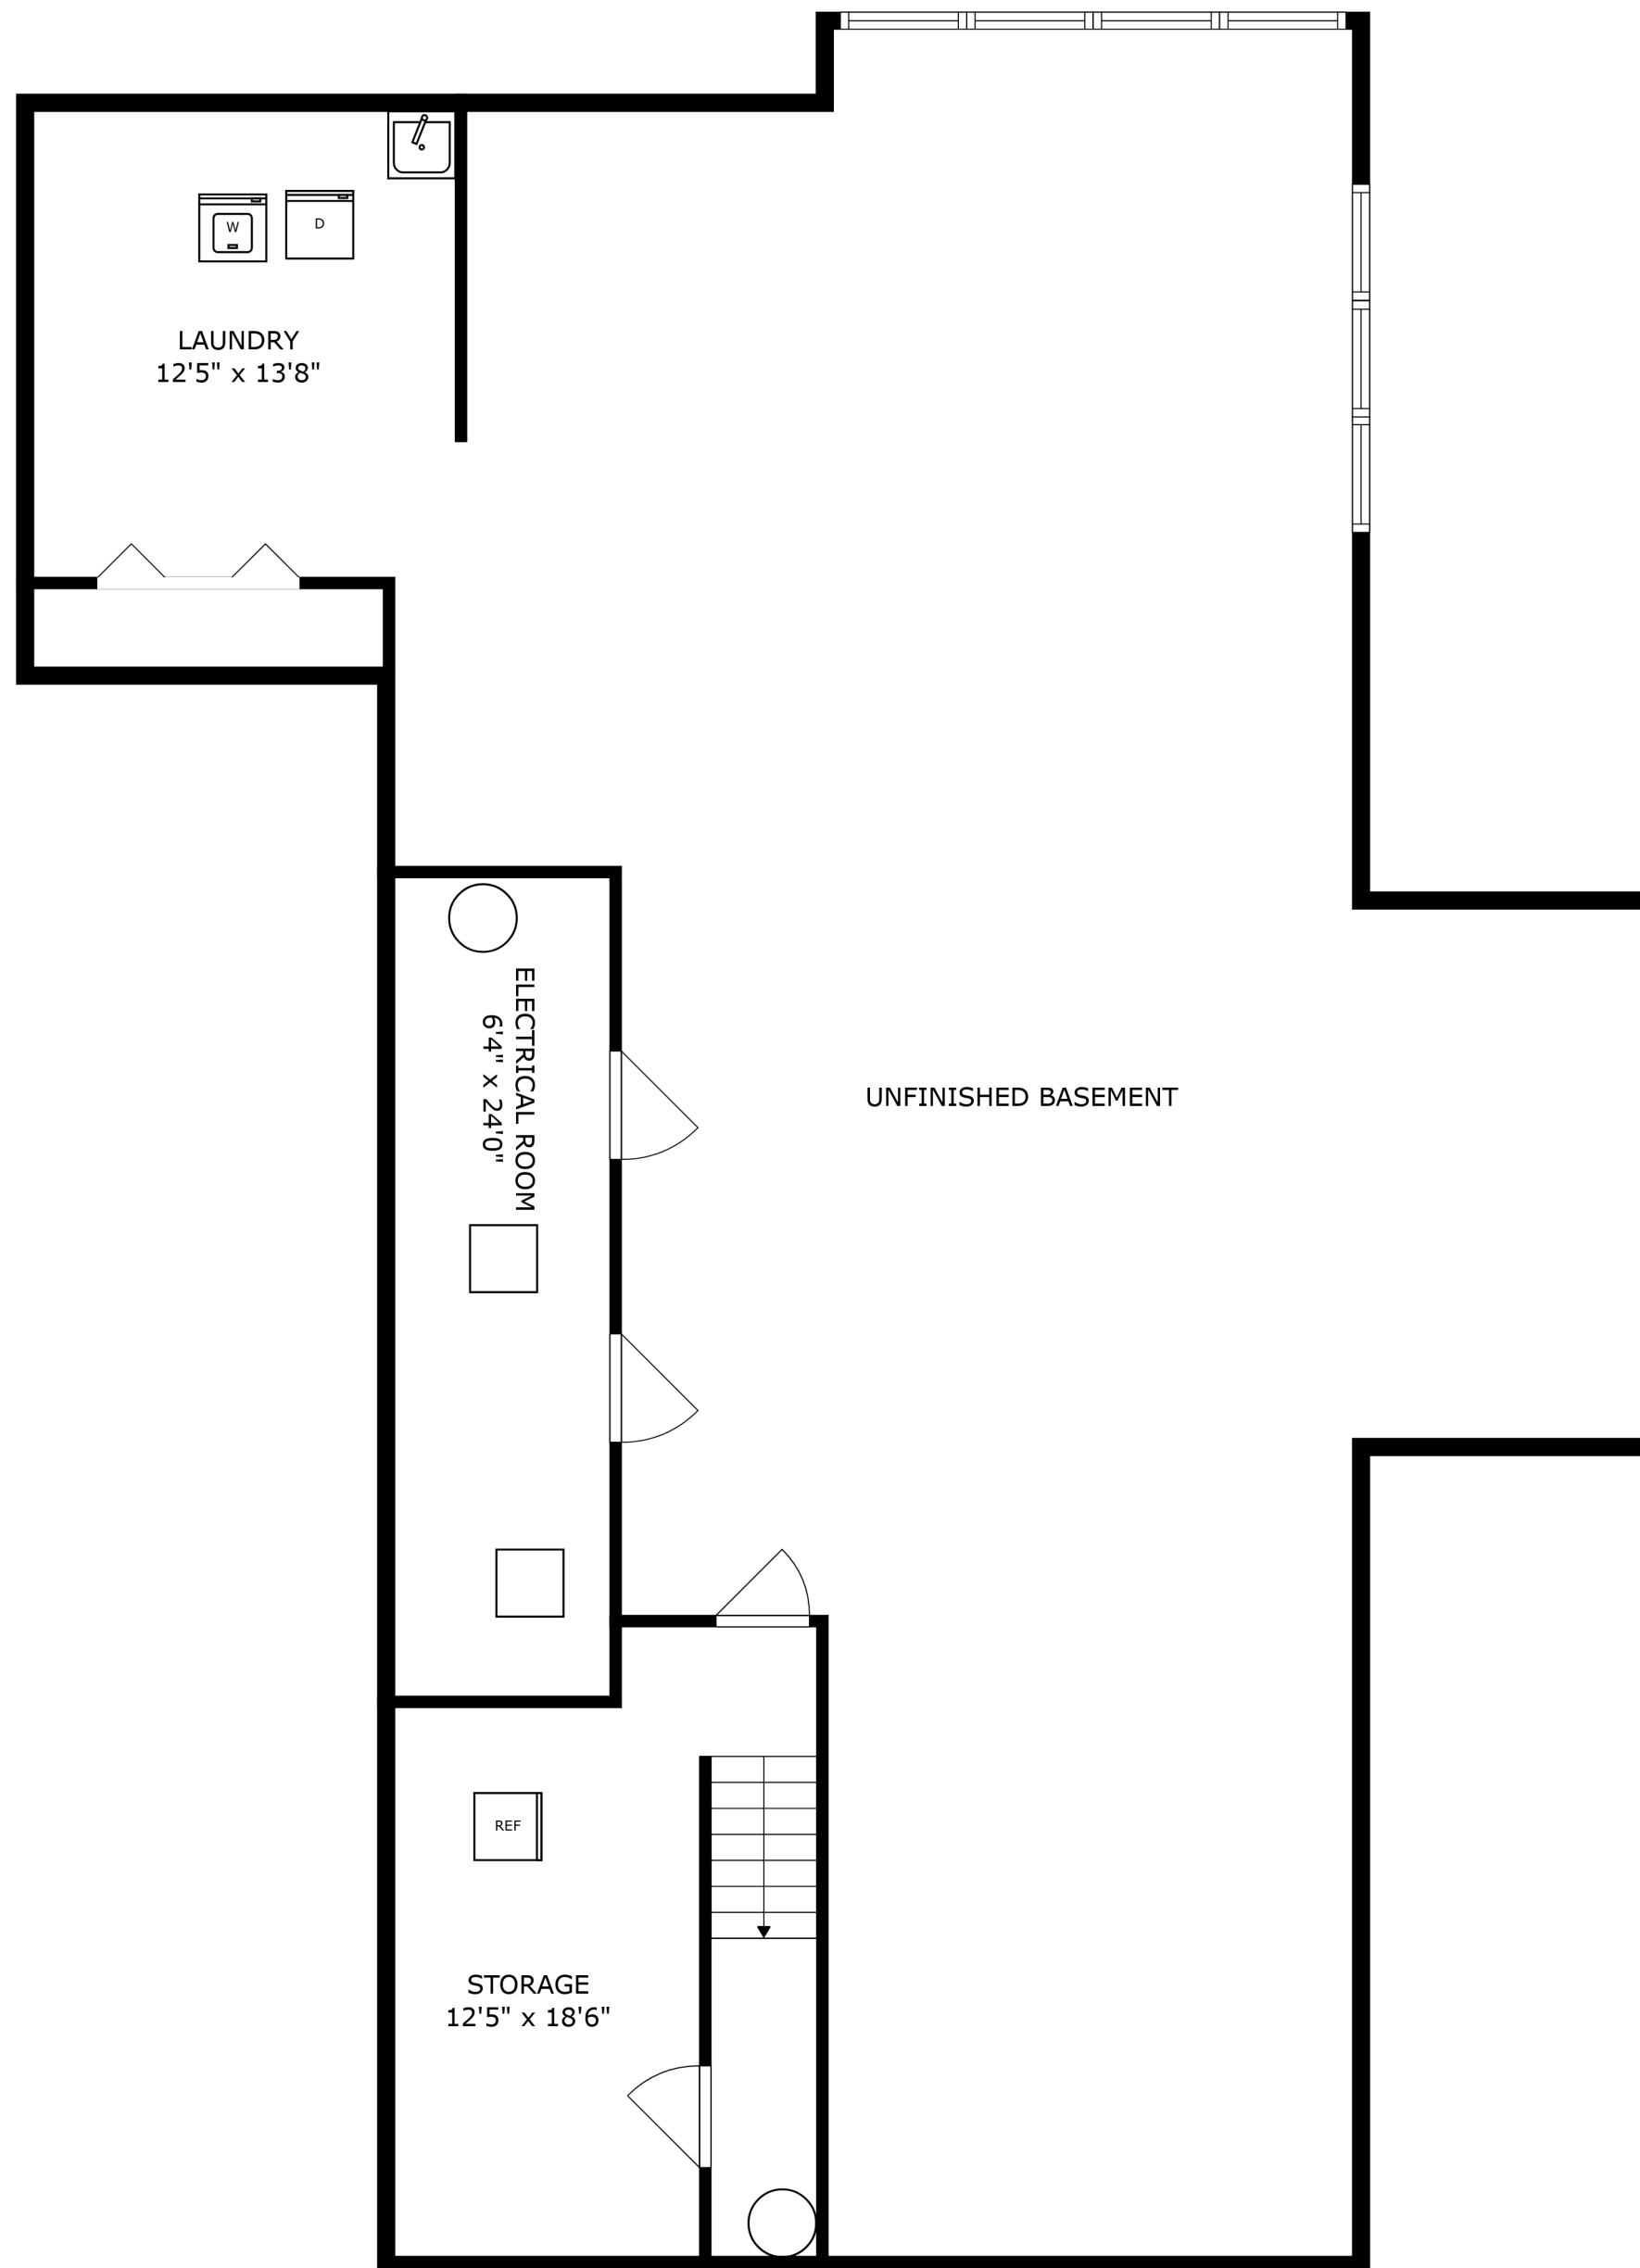 W
D
LAUNDRY
12'5" x 13'8"
ELECTRICAL ROOM
6'4" x 24'0"
UNFINISHED BASEMENT
REF
STORAGE
12'5" x 18'6"